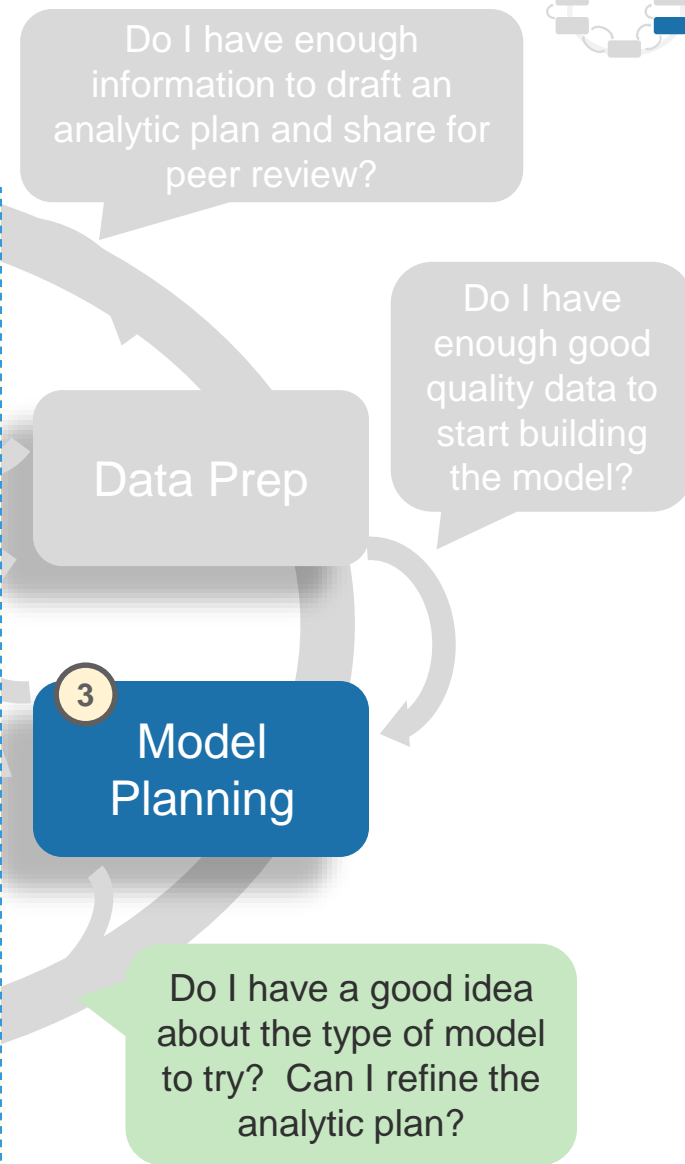 Do I have enough
information to draft an
analytic plan and share for
peer review?
Do I have
enough good
quality data to
start building
the model?
Data Prep
3
Model
Planning
Do I have a good idea
about the type of model
to try?  Can I refine the
analytic plan?